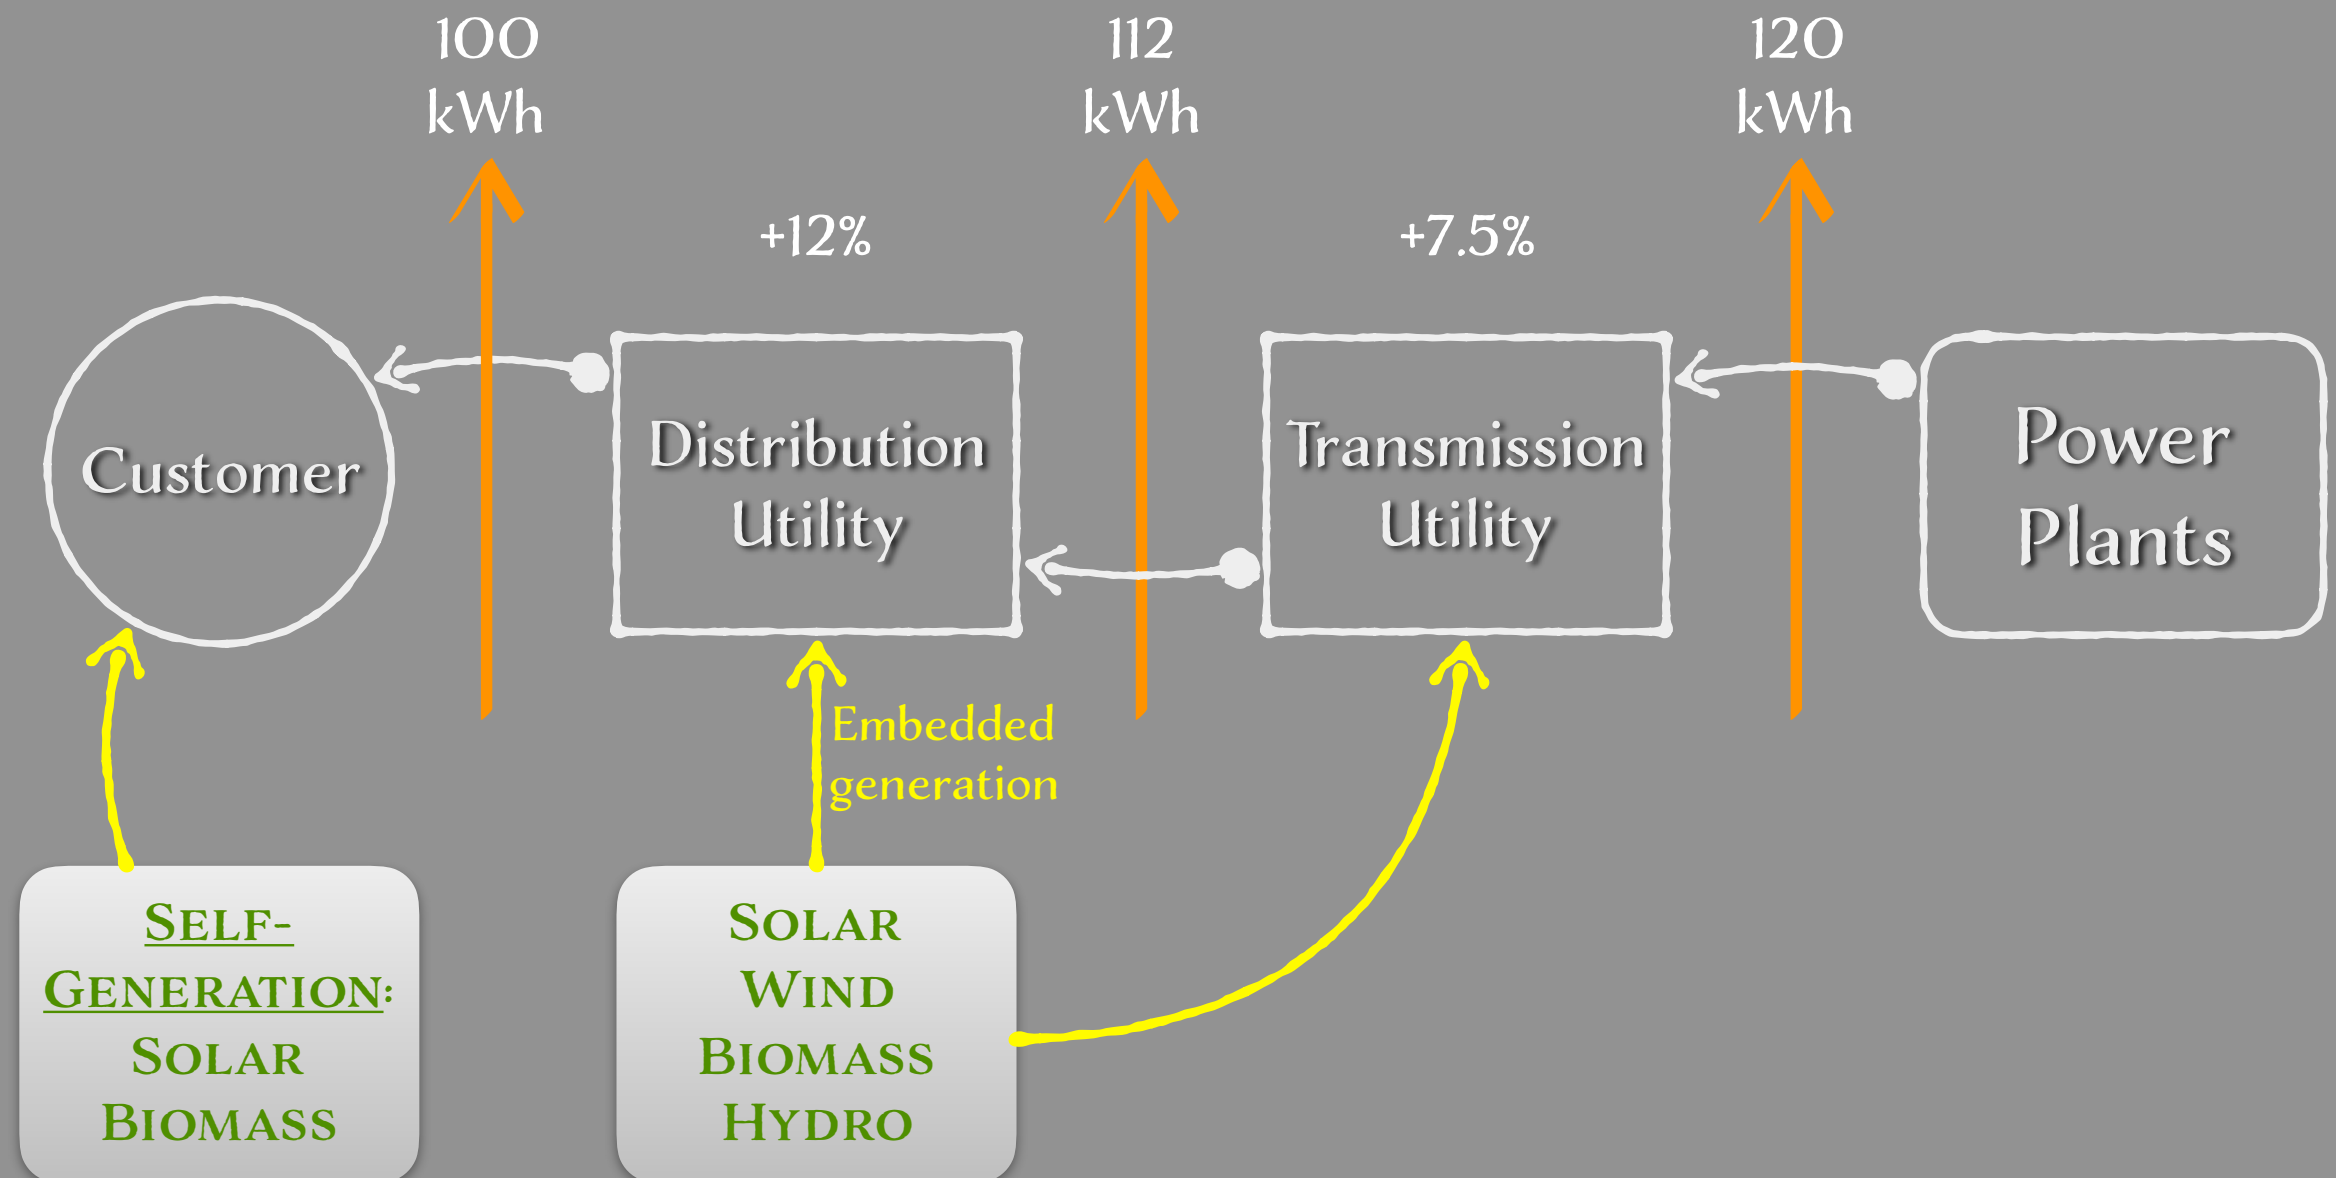 100
kWh
112
kWh
120
kWh
+12%
+7.5%
Customer
Distribution
Utility
Transmission
Utility
Power
Plants
Embedded
generation
SELF-
GENERATION:
SOLAR
BIOMASS
SOLAR
WIND
BIOMASS
HYDRO